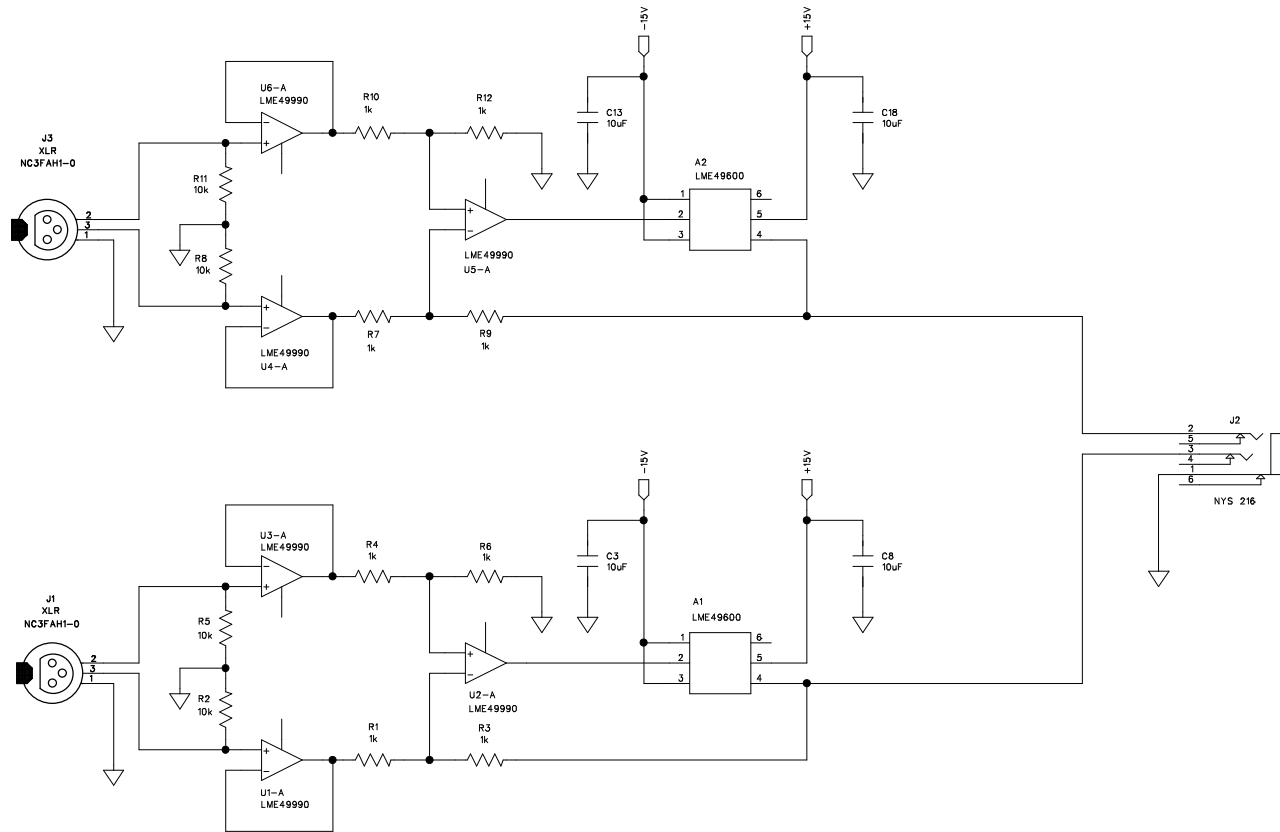 -15V
+15V
U6-A
LME49990
R10
1k
R12
1k
C13
10uF
C18
10uF
J3
XLR
NC3FAH1-0
R11
10k
A2
LME49600
1
6
2
5
3
4
2
3
1
R8
10k
LME49990
U5-A
R7
1k
R9
1k
LME49990
U4-A
J2
2
5
3
4
1
6
NYS 216
-15V
+15V
U3-A
LME49990
R4
1k
R6
1k
C3
10uF
C8
10uF
J1
XLR
NC3FAH1-0
R5
10k
A1
LME49600
1
6
2
5
3
4
2
3
1
R2
10k
U2-A
LME49990
R1
1k
R3
1k
U1-A
LME49990